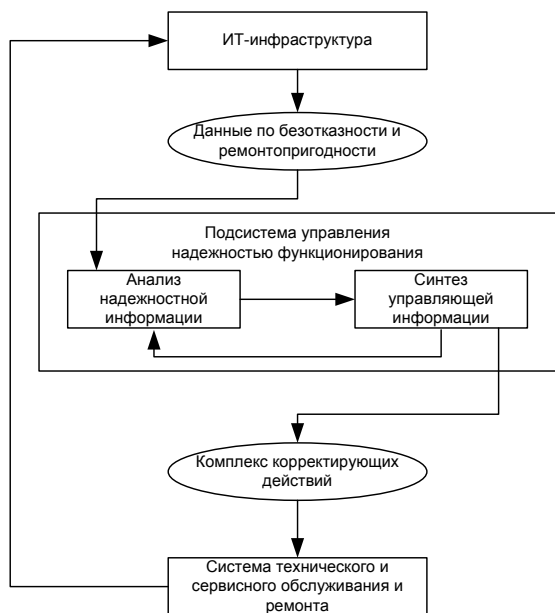 ИТ-инфраструктура
Данные по безотказности и
ремонтопригодности
Подсистема управления
надежностью функционирования
Анализ
надежностной
информации
Синтез
управляющей
информации
Комплекс корректирующих
действий
Система технического и
сервисного обслуживания и
ремонта